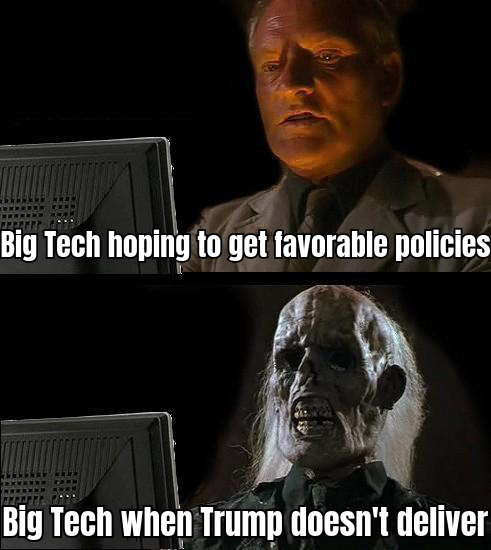 Big Tech hoping to get favorable policies
Big Tech when Trump doesn't deliver